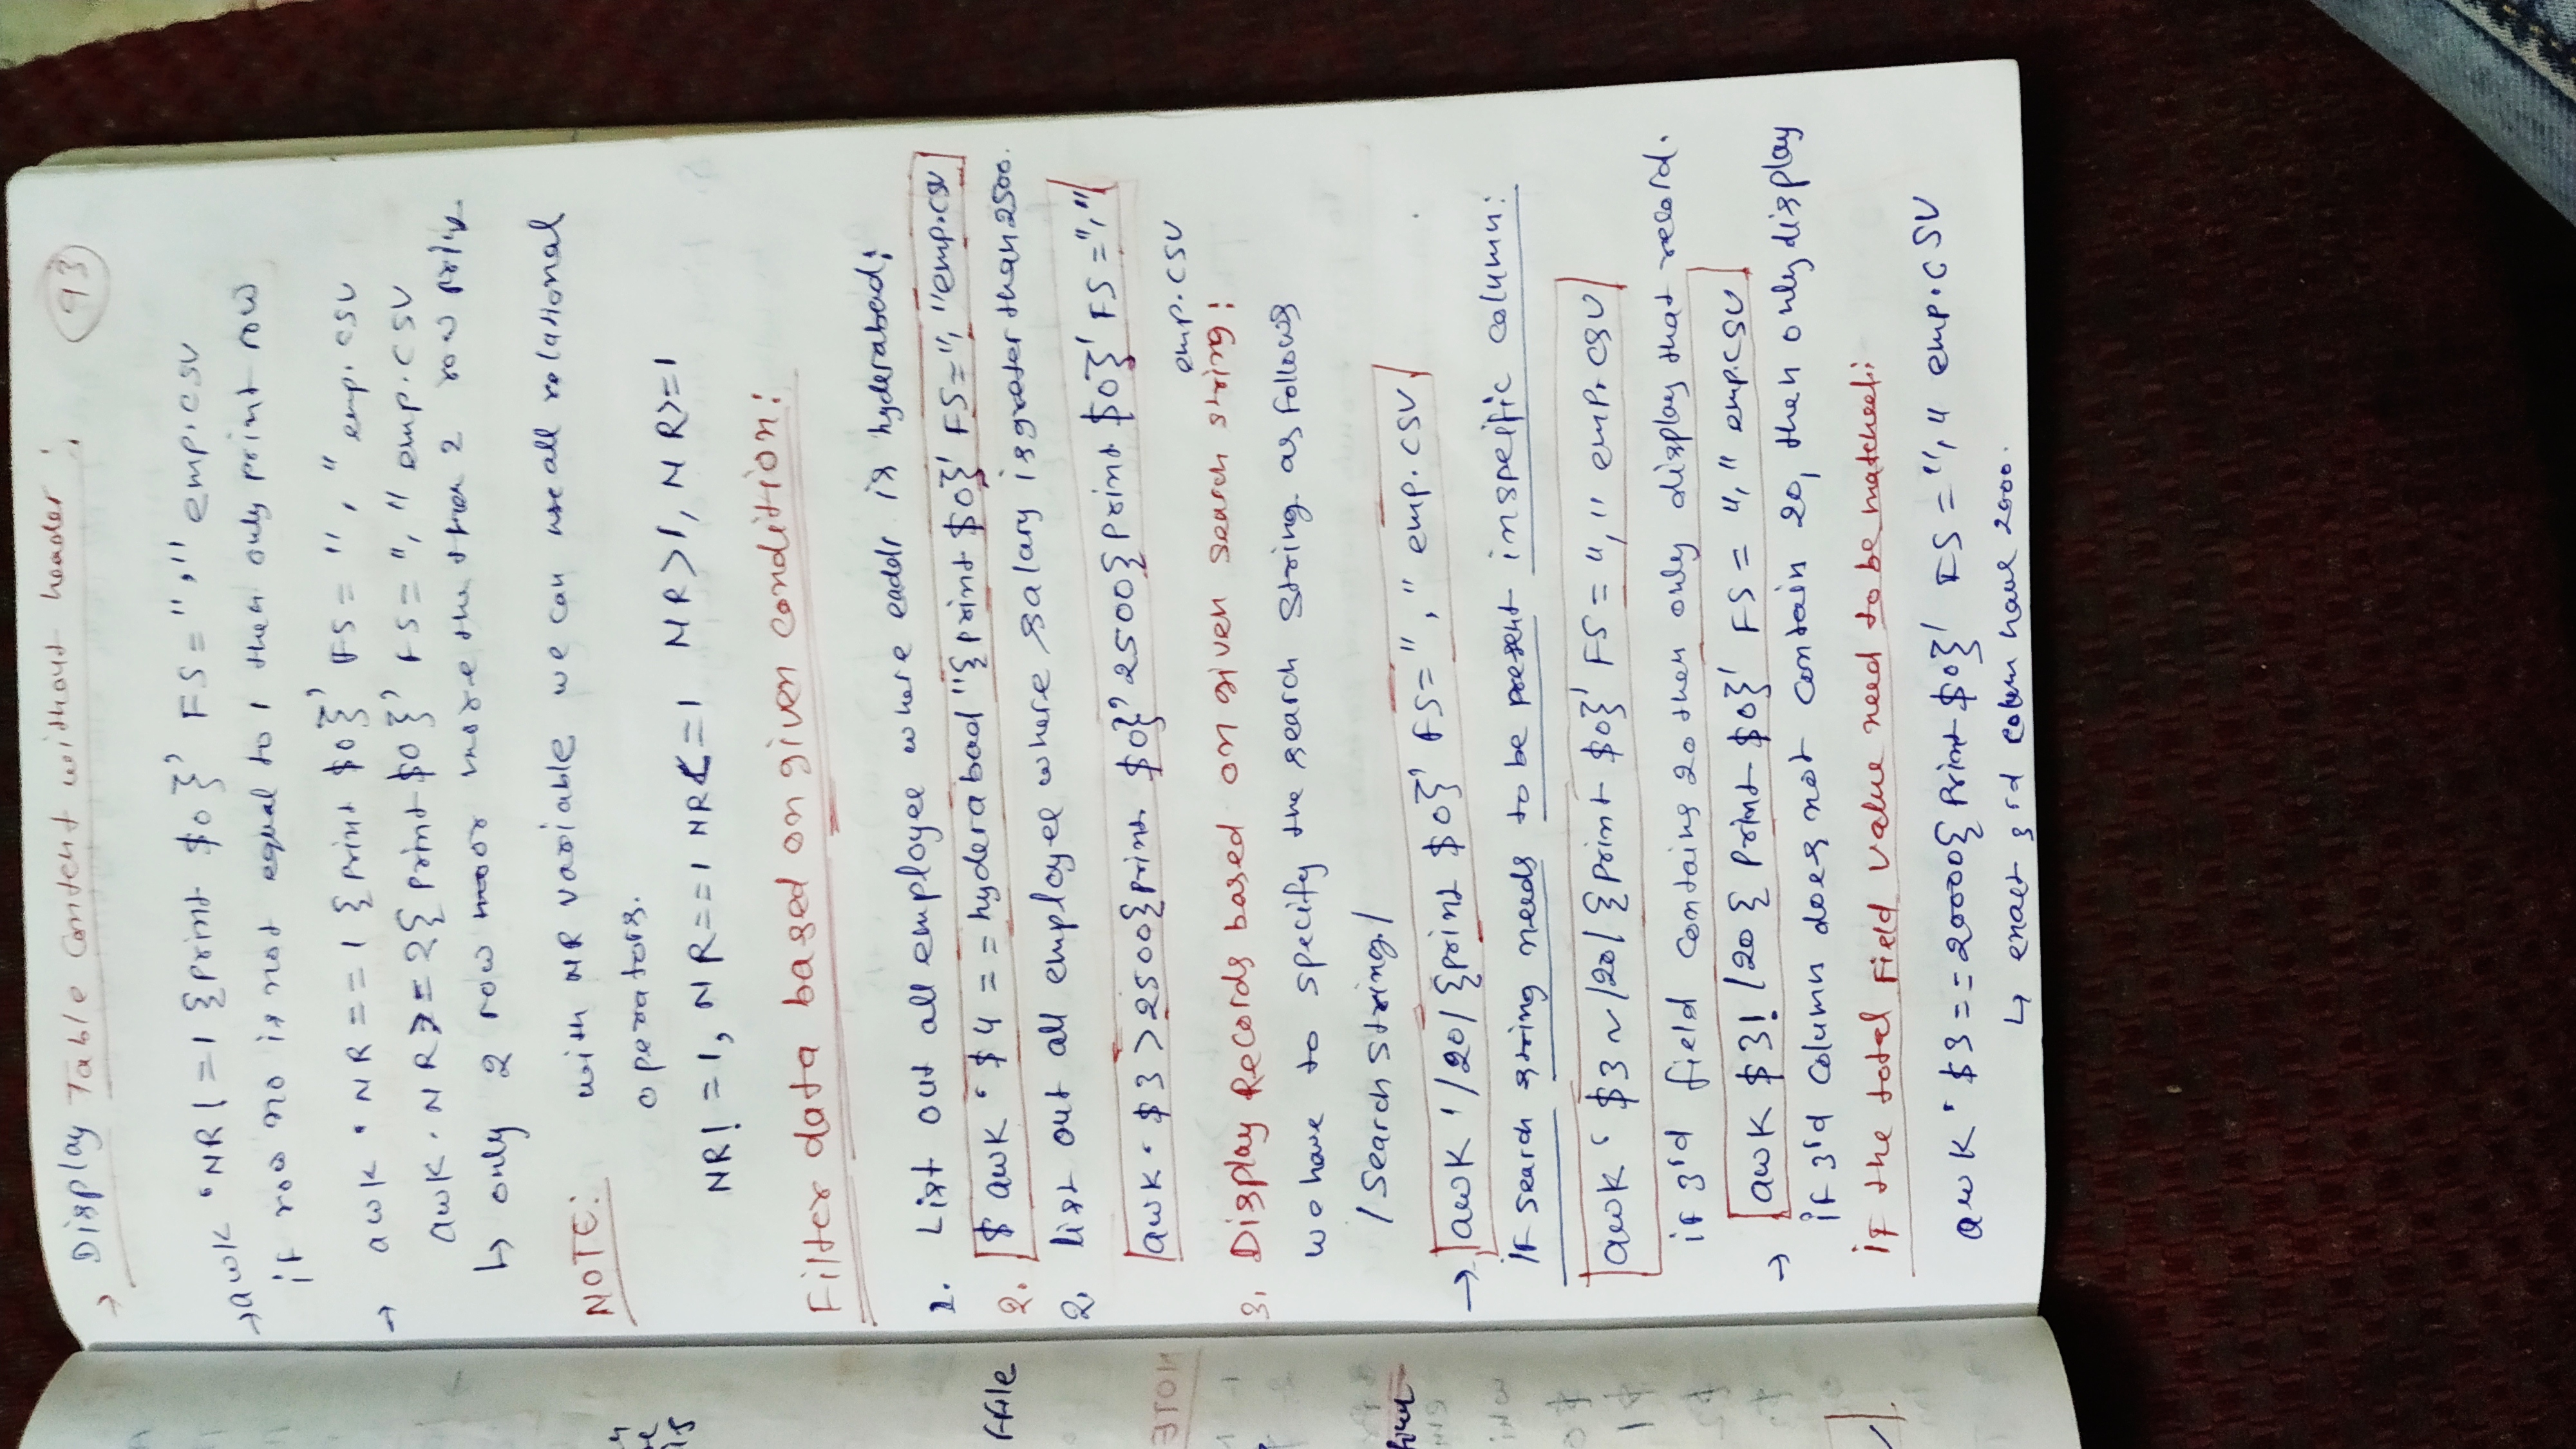 → Display Table Content without header :
93
→ awk 'NR!=1 {print $0}' FS="," emp.csv
if row no is not equal to 1 then only print row
→ awk 'NR==1 {print $0}' FS="," emp.csv
awk 'NR>=2{print $0}' FS="," emp.csv
↳ only 2 row more the then 2 row
NOTE: with NR variable we can use all relational
operators.
NR!=1, NR==1 NR<=1 NR>1, NR>=1
Filter data based on given condition:
1. List out all employee where eaddr is hyderabad;
2. $ awk '$4==hyderabad"{print $0}' FS=","emp.csv
2. list out all employee where salary is greater than 2500.
awk '$3>2500{print $0}' 2500{print $0}' FS=","
emp.csv
3. Display Records based on given search string:
we have to specify the search string as follows
/Search string/
→ awk '/20/{print $0}' FS="," emp.csv
If search string needs to be present in speific column:
awk '$3~/20/{print $0}' FS="," emp.csv
if 3rd field contains 20 then only display that record.
→ awk $3! /20 { Print $0}' FS="," emp.csv
if 3rd column does not contain 20, then only display
if the total Field value need to be matched:
awk '$3==20000{Print $0}' FS="," emp.csv
↳ exact 3rd colum have 2000.
ffile
NOTE
$0
$1